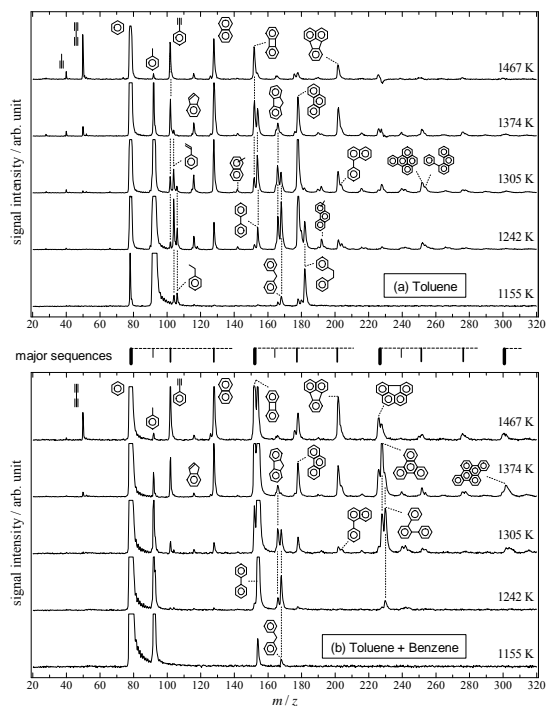 signal intensity / arb. unit
1467 K
1374 K
1305 K
1242 K
1155 K
(a) Toluene
20 40 60 80 100 120 140 160 180 200 220 240 260 280 300 320
major sequences
signal intensity / arb. unit
1467 K
1374 K
1305 K
1242 K
1155 K
(b) Toluene + Benzene
20 40 60 80 100 120 140 160 180 200 220 240 260 280 300 320
m / z